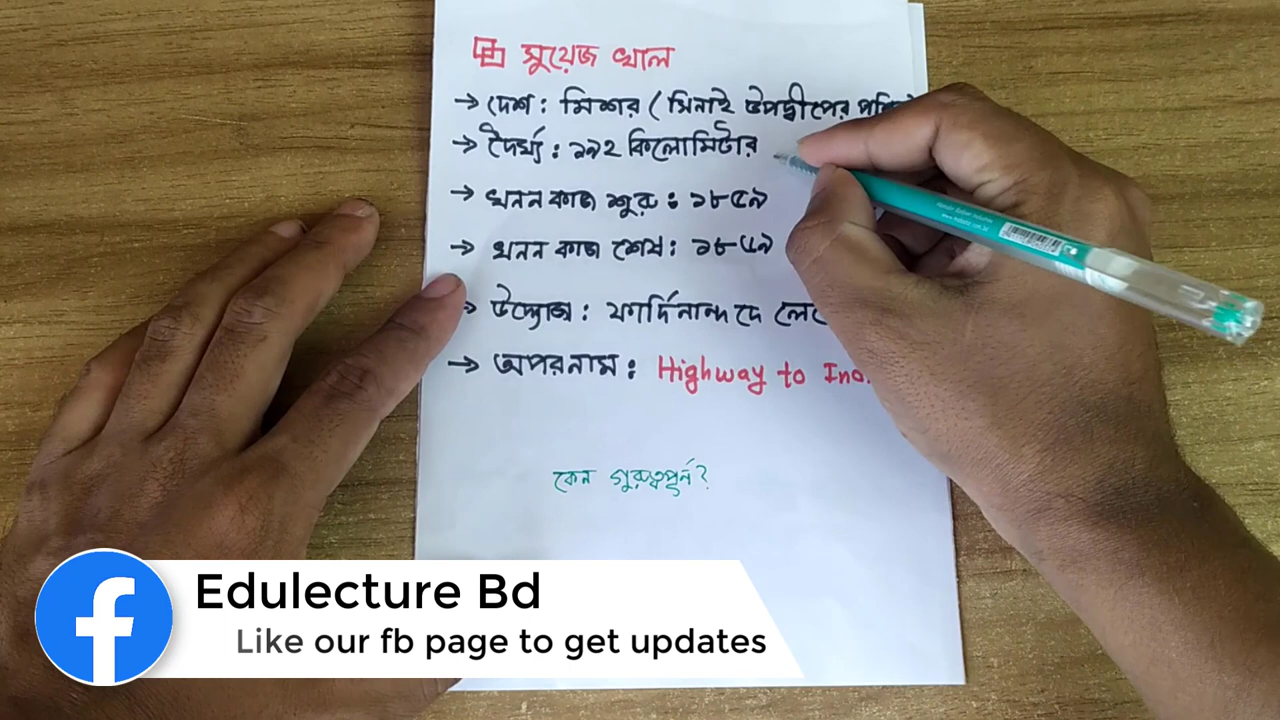 সুয়েজ খাল
→ দেশ : মিশর ( সিনাই উপদ্বীপের
→ দৈর্ঘ্য : ১৯২ কিলোমিটার
→ খনন কাজ শুরু : ১৮৫৯
→ খনন কাজ শেষ : ১৮৬৯
→ : ফার্দিনান্দ দে
→ অপরনাম : Highway to
কেন গুরুত্বপূর্ন?
Edulecture Bd
Like our fb page to get updates